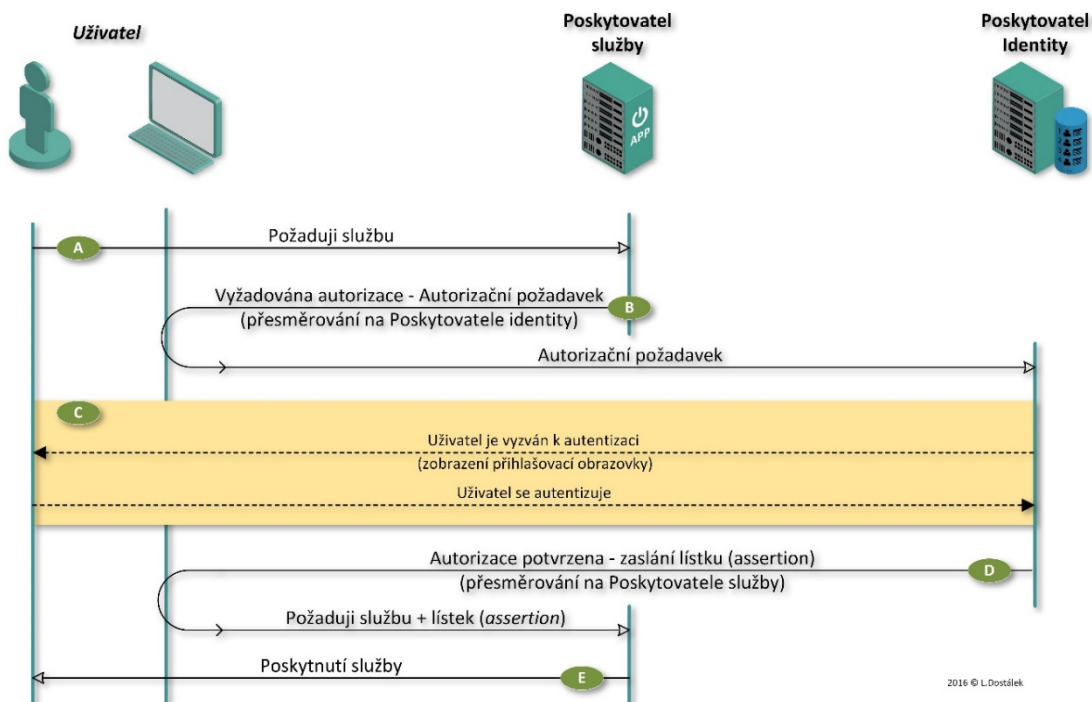 Uživatel
Poskytovatel
služby
Poskytovatel
Identity
APP
Požaduji službu
A
Vyžadována autorizace - Autorizační požadavek
B
(přesměrování na Poskytovatele identity)
Autorizační požadavek
C
Uživatel je vyzván k autentizaci
(zobrazení přihlašovací obrazovky)
Uživatel se autentizuje
Autorizace potvrzena - zaslání lístku (assertion)
D
(přesměrování na Poskytovatele služby)
Požaduji službu + lístek (assertion)
Poskytnutí služby
E
2016 © L.Dostálek